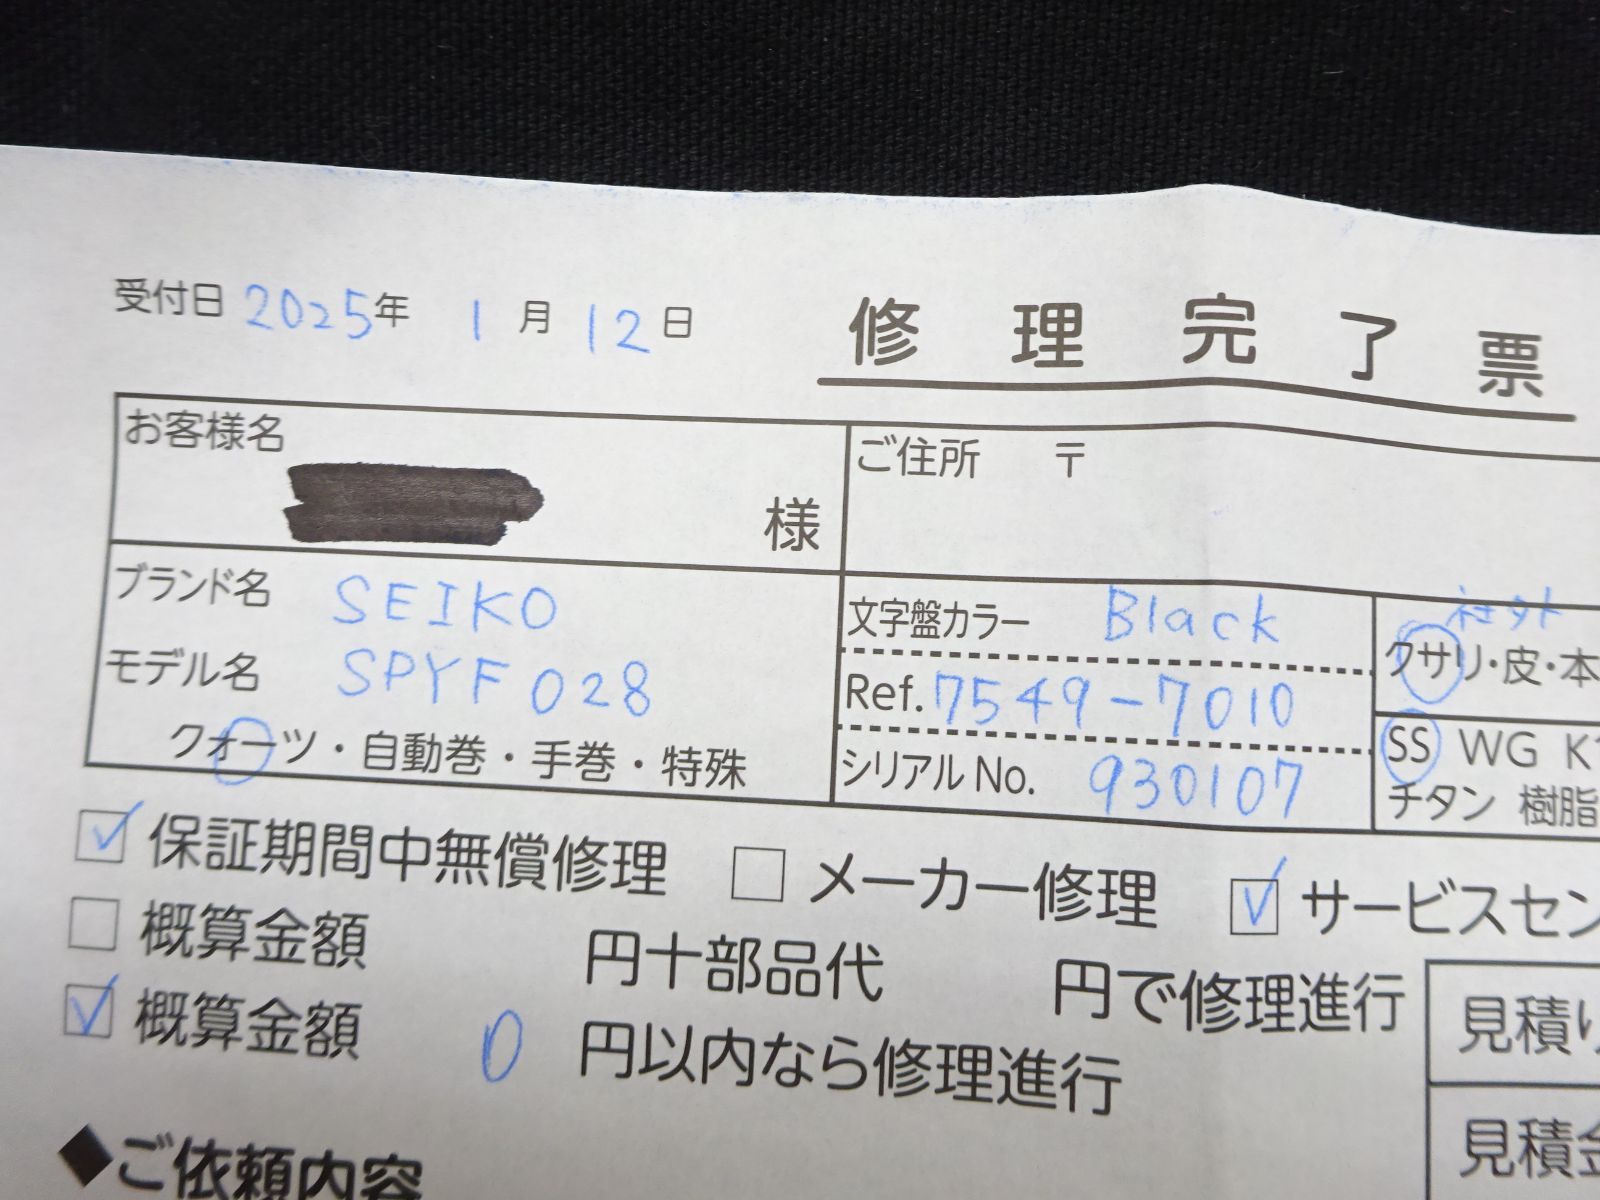 受付日 2025年 1月 12日
修理完了票
お客様名
様
ご住所 〒
ブランド名 SEIKO
モデル名 SPYF028
クォーツ・自動巻・手巻・特殊
文字盤カラー Black
Ref. 7549-7010
シリアルNo. 930107
クサリ・皮・本
SS WG K
チタン 樹脂
保証期間中無償修理 メーカー修理 サービスセン
概算金額 円十部品代 円で修理進行
概算金額 0 円以内なら修理進行
見積り
見積金
◆ご依頼内容